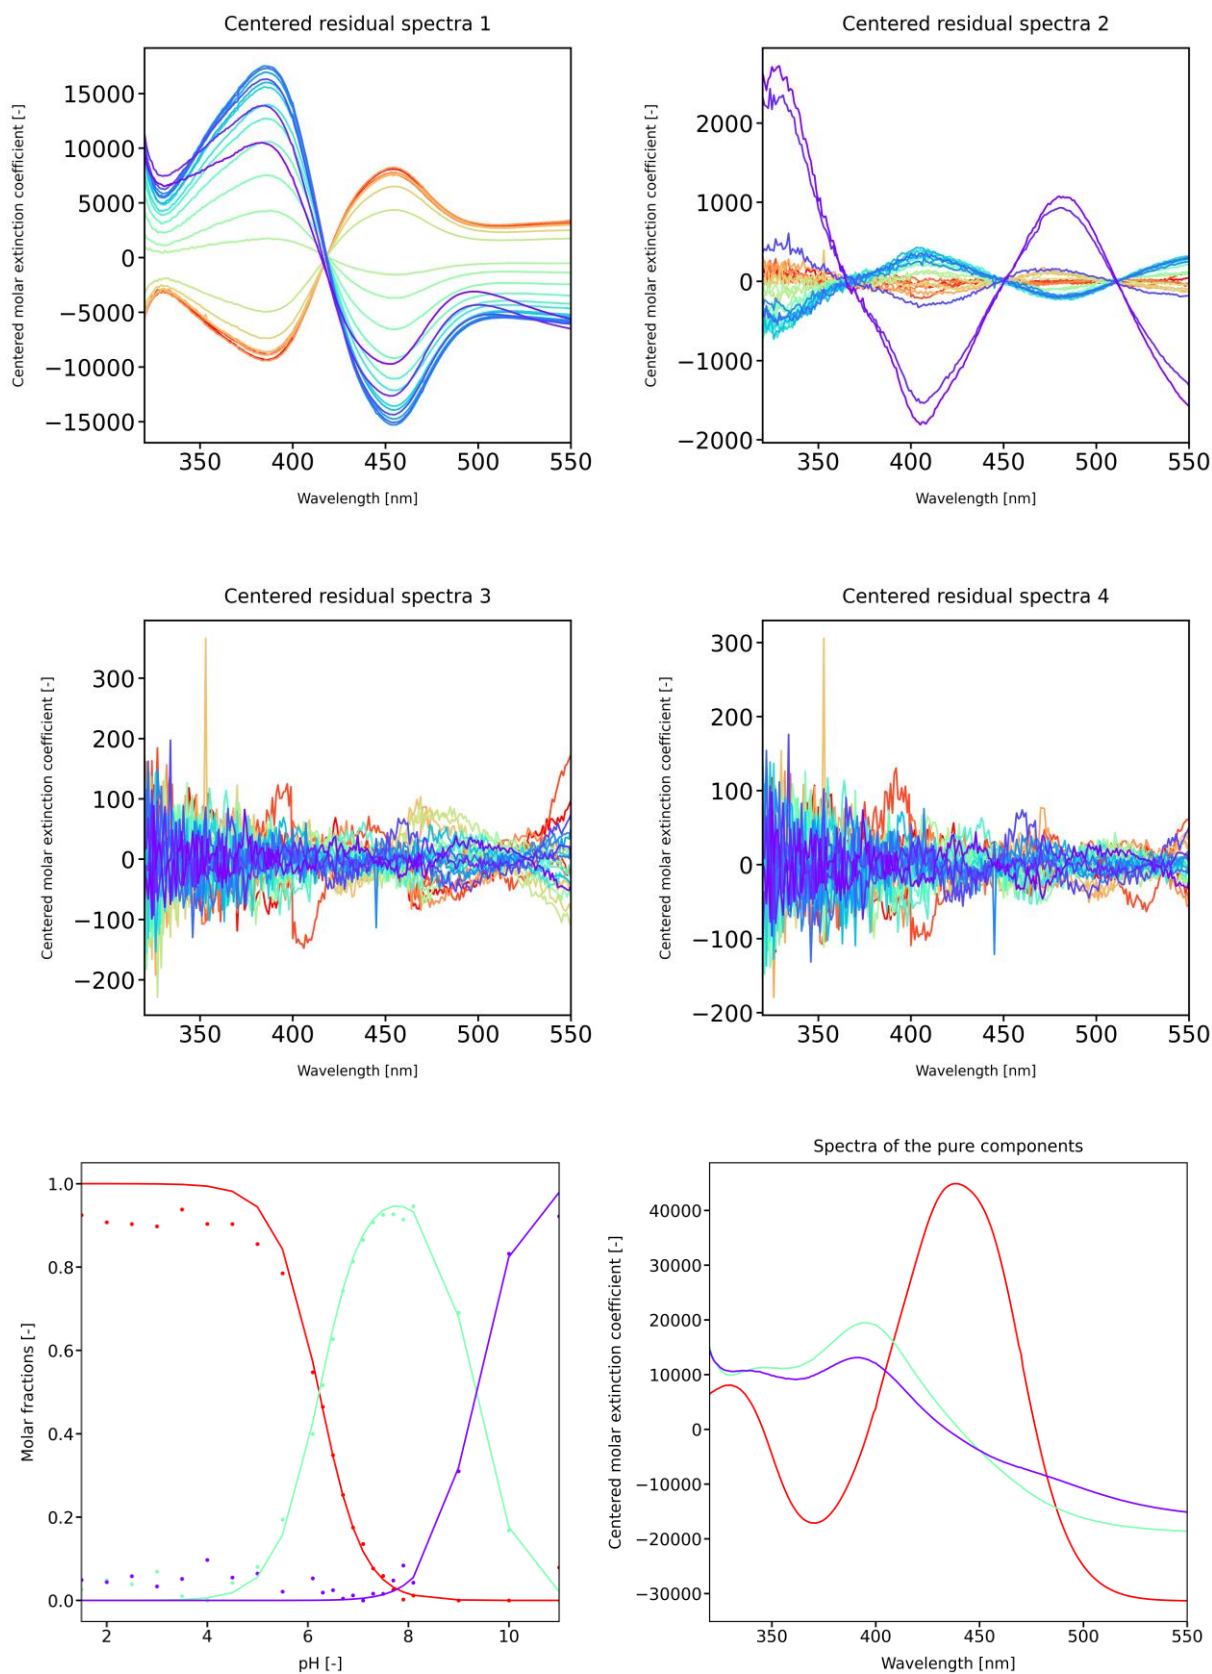 Centered residual spectra 1
Centered molar extinction coefficient [-]
15000
10000
5000
0
−5000
−10000
−15000
350 400 450 500 550
Wavelength [nm]
Centered residual spectra 2
Centered molar extinction coefficient [-]
2000
1000
0
−1000
−2000
350 400 450 500 550
Wavelength [nm]
Centered residual spectra 3
Centered molar extinction coefficient [-]
300
200
100
0
−100
−200
350 400 450 500 550
Wavelength [nm]
Centered residual spectra 4
Centered molar extinction coefficient [-]
300
200
100
0
−100
−200
350 400 450 500 550
Wavelength [nm]
Molar fractions [-]
1.0
0.8
0.6
0.4
0.2
0.0
2 4 6 8 10
pH [-]
Spectra of the pure components
Centered molar extinction coefficient [-]
40000
30000
20000
10000
0
−10000
−20000
−30000
350 400 450 500 550
Wavelength [nm]